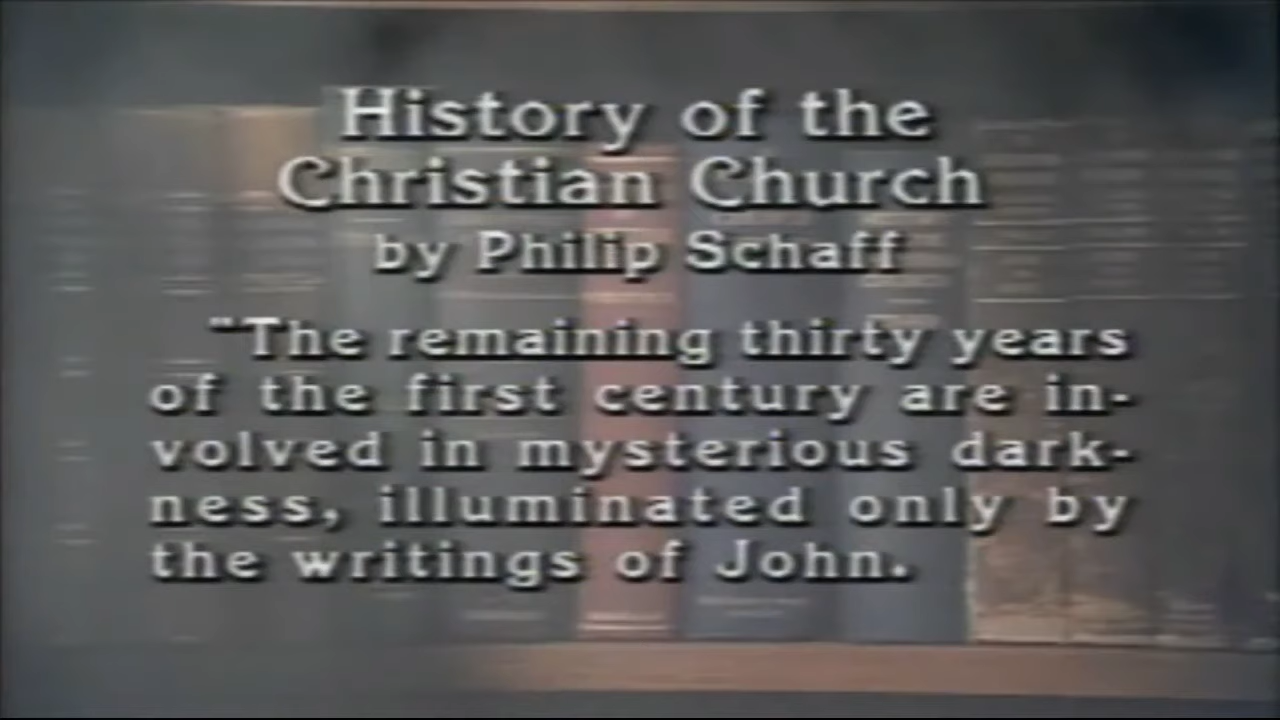 History of the
Christian Church
by Philip Schaff
"The remaining thirty years
of the first century are in-
volved in mysterious dark-
ness, illuminated only by
the writings of John.